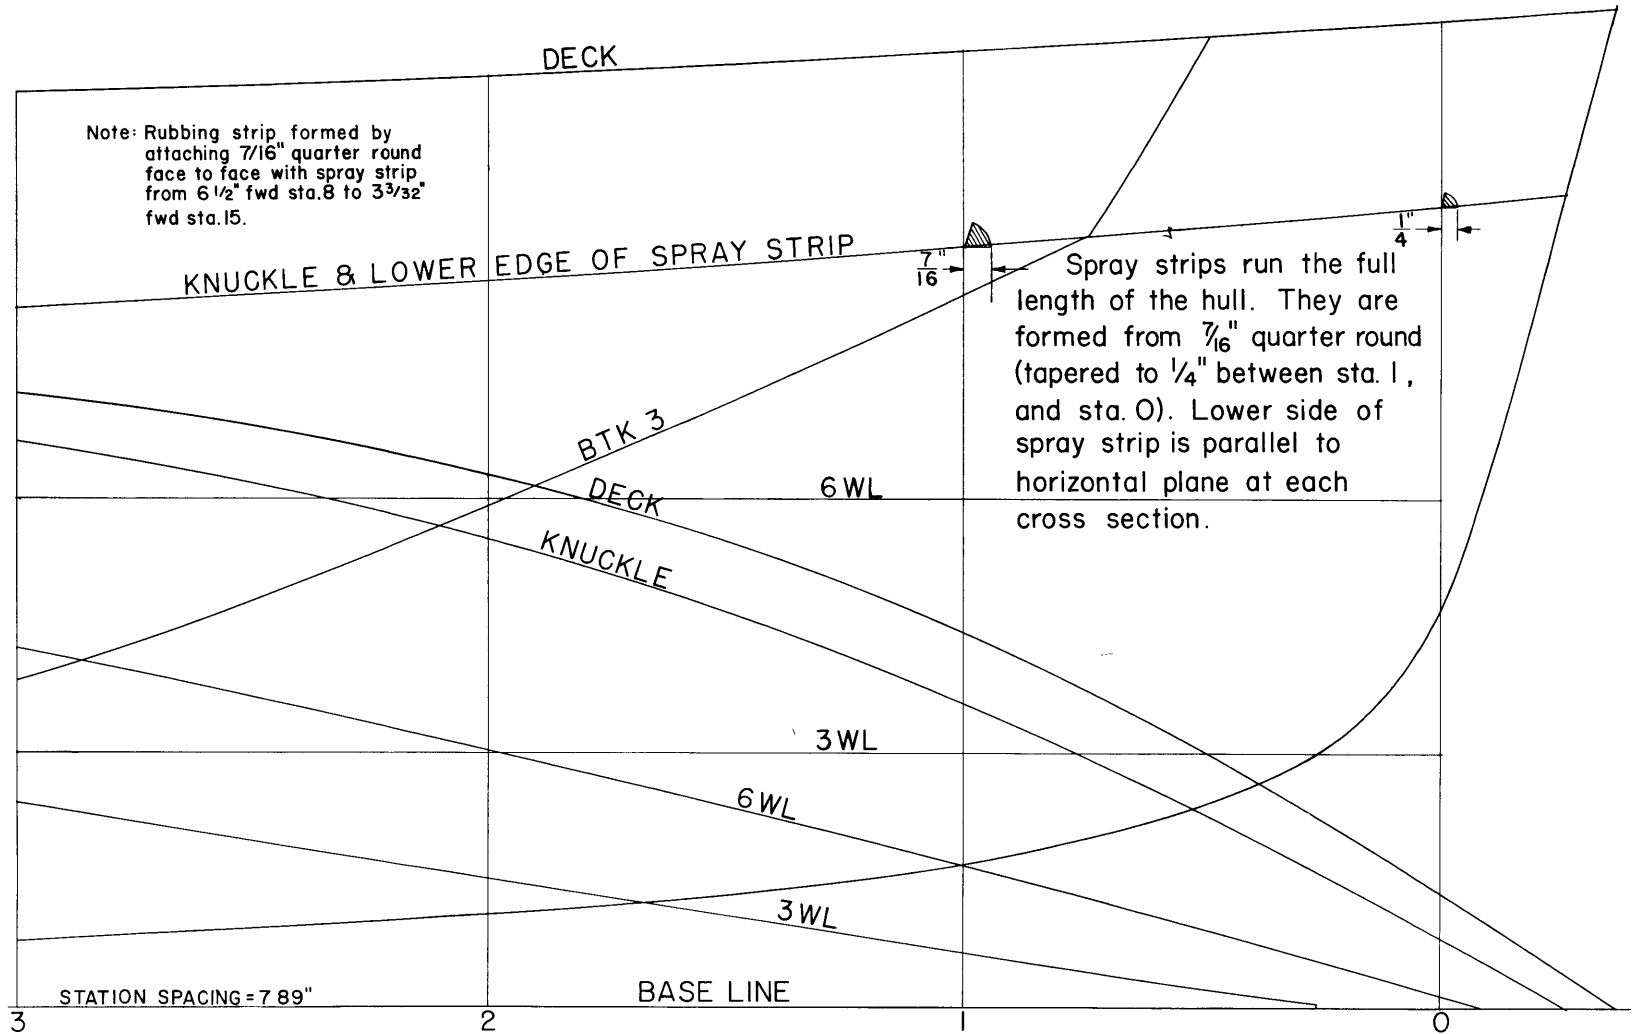 DECK
Note: Rubbing strip formed by
attaching 7/16" quarter round
face to face with spray strip
from 6 1/2" fwd sta.8 to 3 3/32"
fwd sta.15.
KNUCKLE & LOWER EDGE OF SPRAY STRIP
7/16"
1/4"
Spray strips run the full
length of the hull. They are
formed from 7/16" quarter round
(tapered to 1/4" between sta. 1,
and sta. 0). Lower side of
spray strip is parallel to
horizontal plane at each
cross section.
BTK 3
DECK
6 WL
KNUCKLE
3 WL
6 WL
3 WL
STATION SPACING = 7 89"
BASE LINE
3 2 1 0